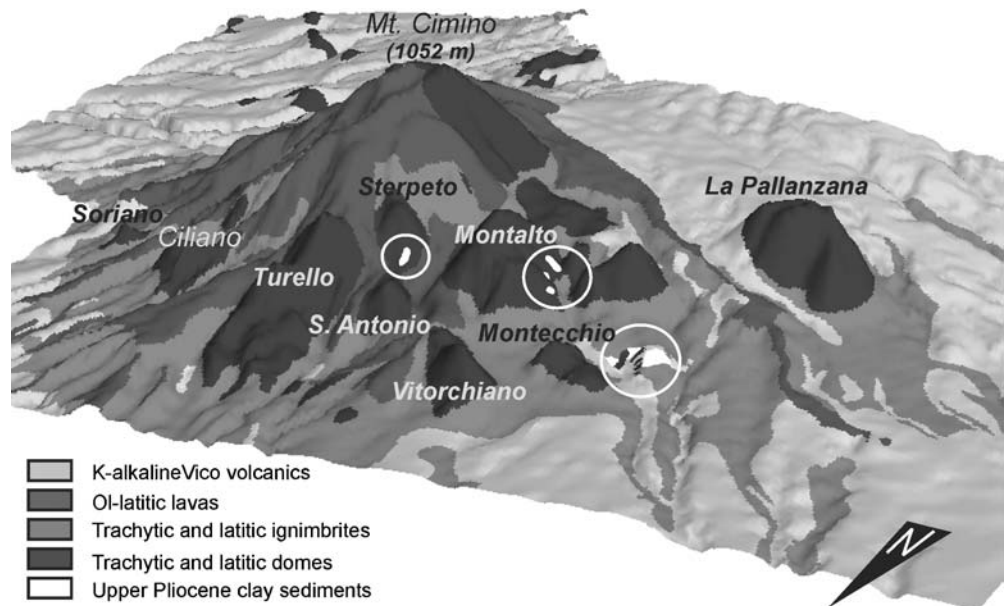 Mt. Cimino
(1052 m)
Sterpeto
La Pallanzana
Soriano
Ciliano
Montalto
Turello
S. Antonio
Montecchio
Vitorchiano
K-alkalineVico volcanics
Ol-latitic lavas
Trachytic and latitic ignimbrites
Trachytic and latitic domes
Upper Pliocene clay sediments
N